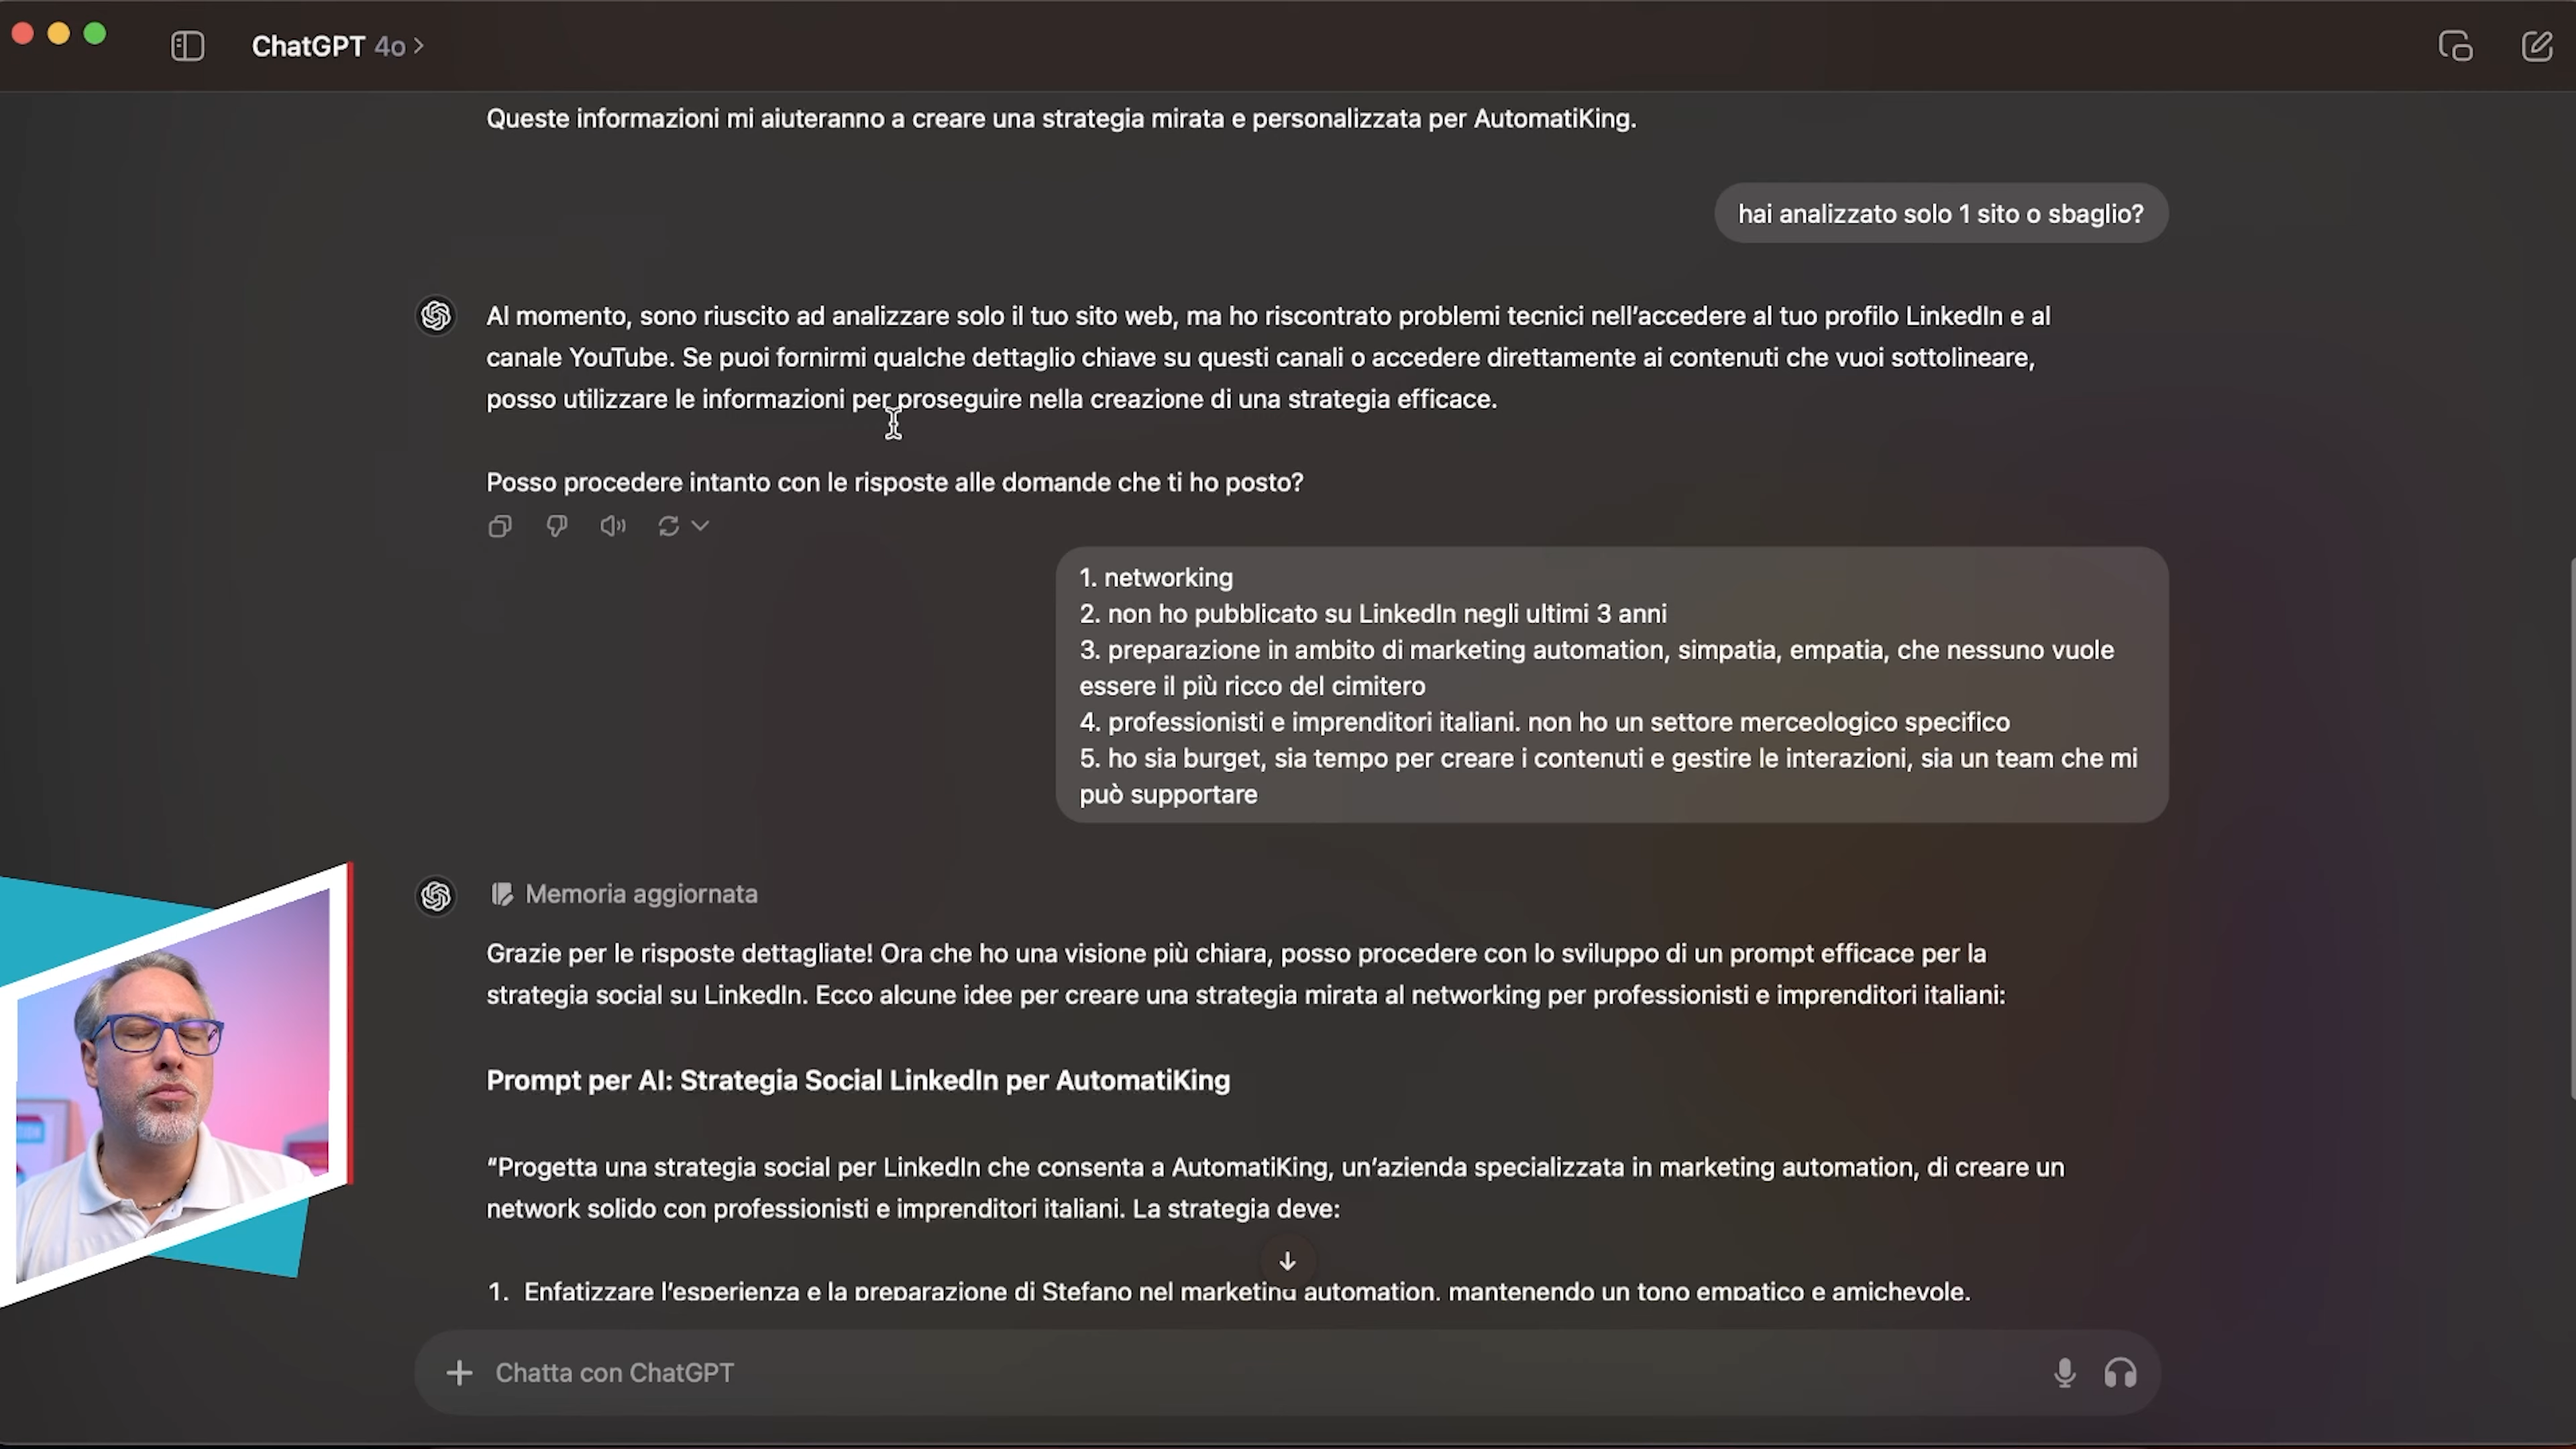 ChatGPT 4o >
Queste informazioni mi aiuteranno a creare una strategia mirata e personalizzata per AutomatiKing.
hai analizzato solo 1 sito o sbaglio?
Al momento, sono riuscito ad analizzare solo il tuo sito web, ma ho riscontrato problemi tecnici nell'accedere al tuo profilo LinkedIn e al
canale YouTube. Se puoi fornirmi qualche dettaglio chiave su questi canali o accedere direttamente ai contenuti che vuoi sottolineare,
posso utilizzare le informazioni per proseguire nella creazione di una strategia efficace.
Posso procedere intanto con le risposte alle domande che ti ho posto?
1. networking
2. non ho pubblicato su LinkedIn negli ultimi 3 anni
3. preparazione in ambito di marketing automation, simpatia, empatia, che nessuno vuole
essere il più ricco del cimitero
4. professionisti e imprenditori italiani. non ho un settore merceologico specifico
5. ho sia burget, sia tempo per creare i contenuti e gestire le interazioni, sia un team che mi
può supportare
Memoria aggiornata
Grazie per le risposte dettagliate! Ora che ho una visione più chiara, posso procedere con lo sviluppo di un prompt efficace per la
strategia social su LinkedIn. Ecco alcune idee per creare una strategia mirata al networking per professionisti e imprenditori italiani:
Prompt per AI: Strategia Social LinkedIn per AutomatiKing
“Progetta una strategia social per LinkedIn che consenta a AutomatiKing, un'azienda specializzata in marketing automation, di creare un
network solido con professionisti e imprenditori italiani. La strategia deve:
1. Enfatizzare l'esperienza e la preparazione di Stefano nel marketing automation, mantenendo un tono empatico e amichevole.
Chatta con ChatGPT